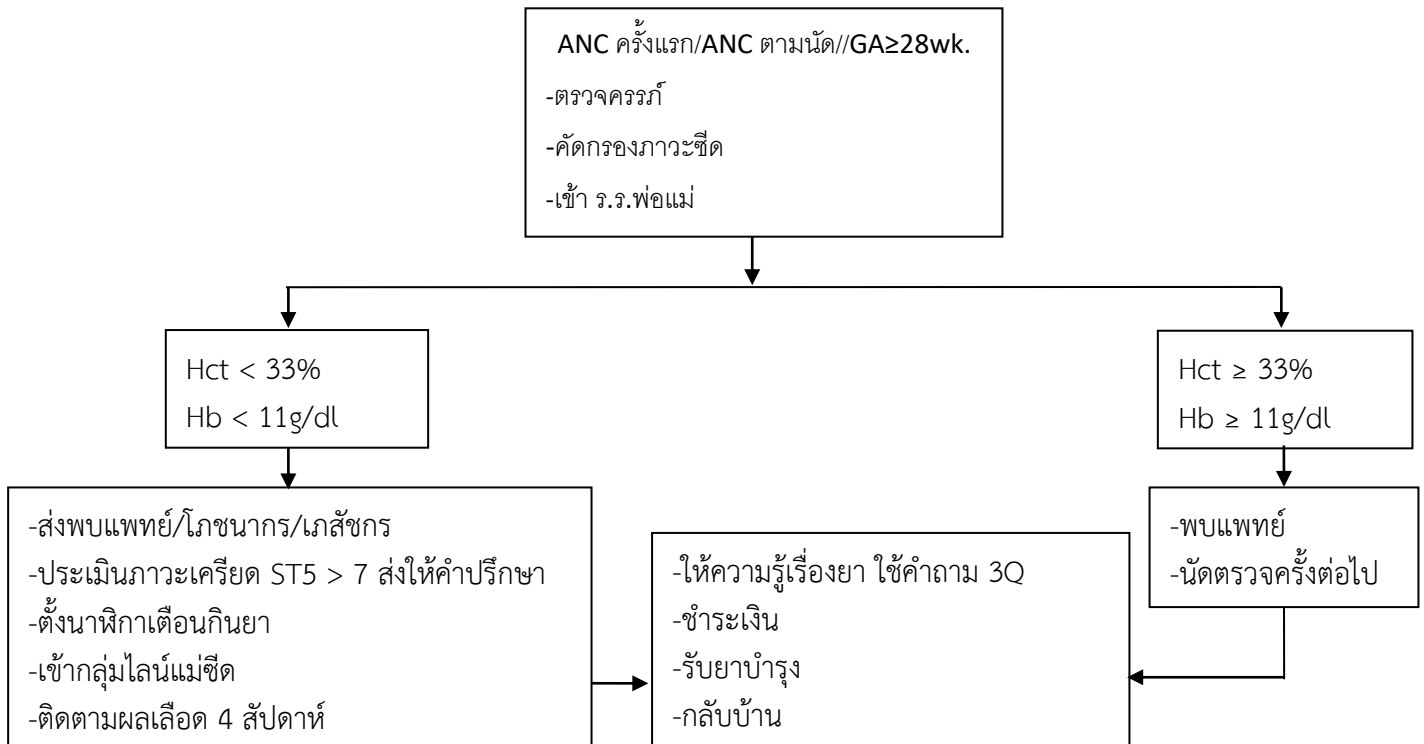 ANC ครั้งแรก/ANC ตามนัด//GA≥28wk.
-ตรวจครรภ์
-คัดกรองภาวะซีด
-เข้า ร.ร.พ่อแม่
Hct < 33%
Hb < 11g/dl
Hct ≥ 33%
Hb ≥ 11g/dl
-ส่งพบแพทย์/โภชนากร/เภสัชกร
-ประเมินภาวะเครียด ST5 > 7 ส่งให้คำปรึกษา
-ตั้งนาฬิกาเตือนกินยา
-เข้ากลุ่มไลน์แม่ซีด
-ติดตามผลเลือด 4 สัปดาห์
-ให้ความรู้เรื่องยา ใช้คำถาม 3Q
-ชำระเงิน
-รับยาบำรุง
-กลับบ้าน
-พบแพทย์
-นัดตรวจครั้งต่อไป